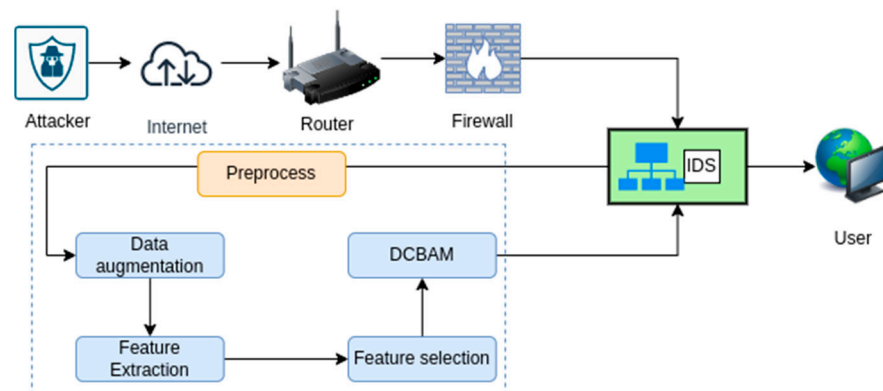 Attacker
Internet
Router
Firewall
IDS
User
Preprocess
Data
augmentation
DCBAM
Feature
Extraction
Feature selection